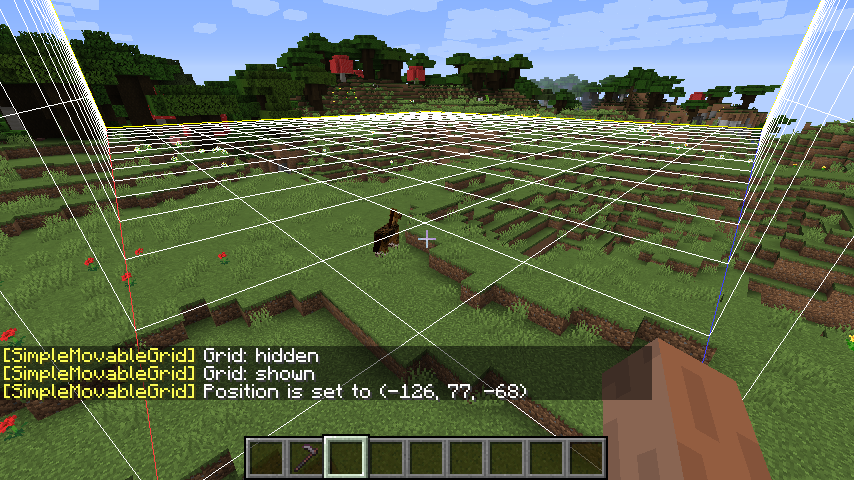 [SimpleMovableGrid] Grid: hidden
[SimpleMovableGrid] Grid: shown
[SimpleMovableGrid] Position is set to (-126, 77, -68)